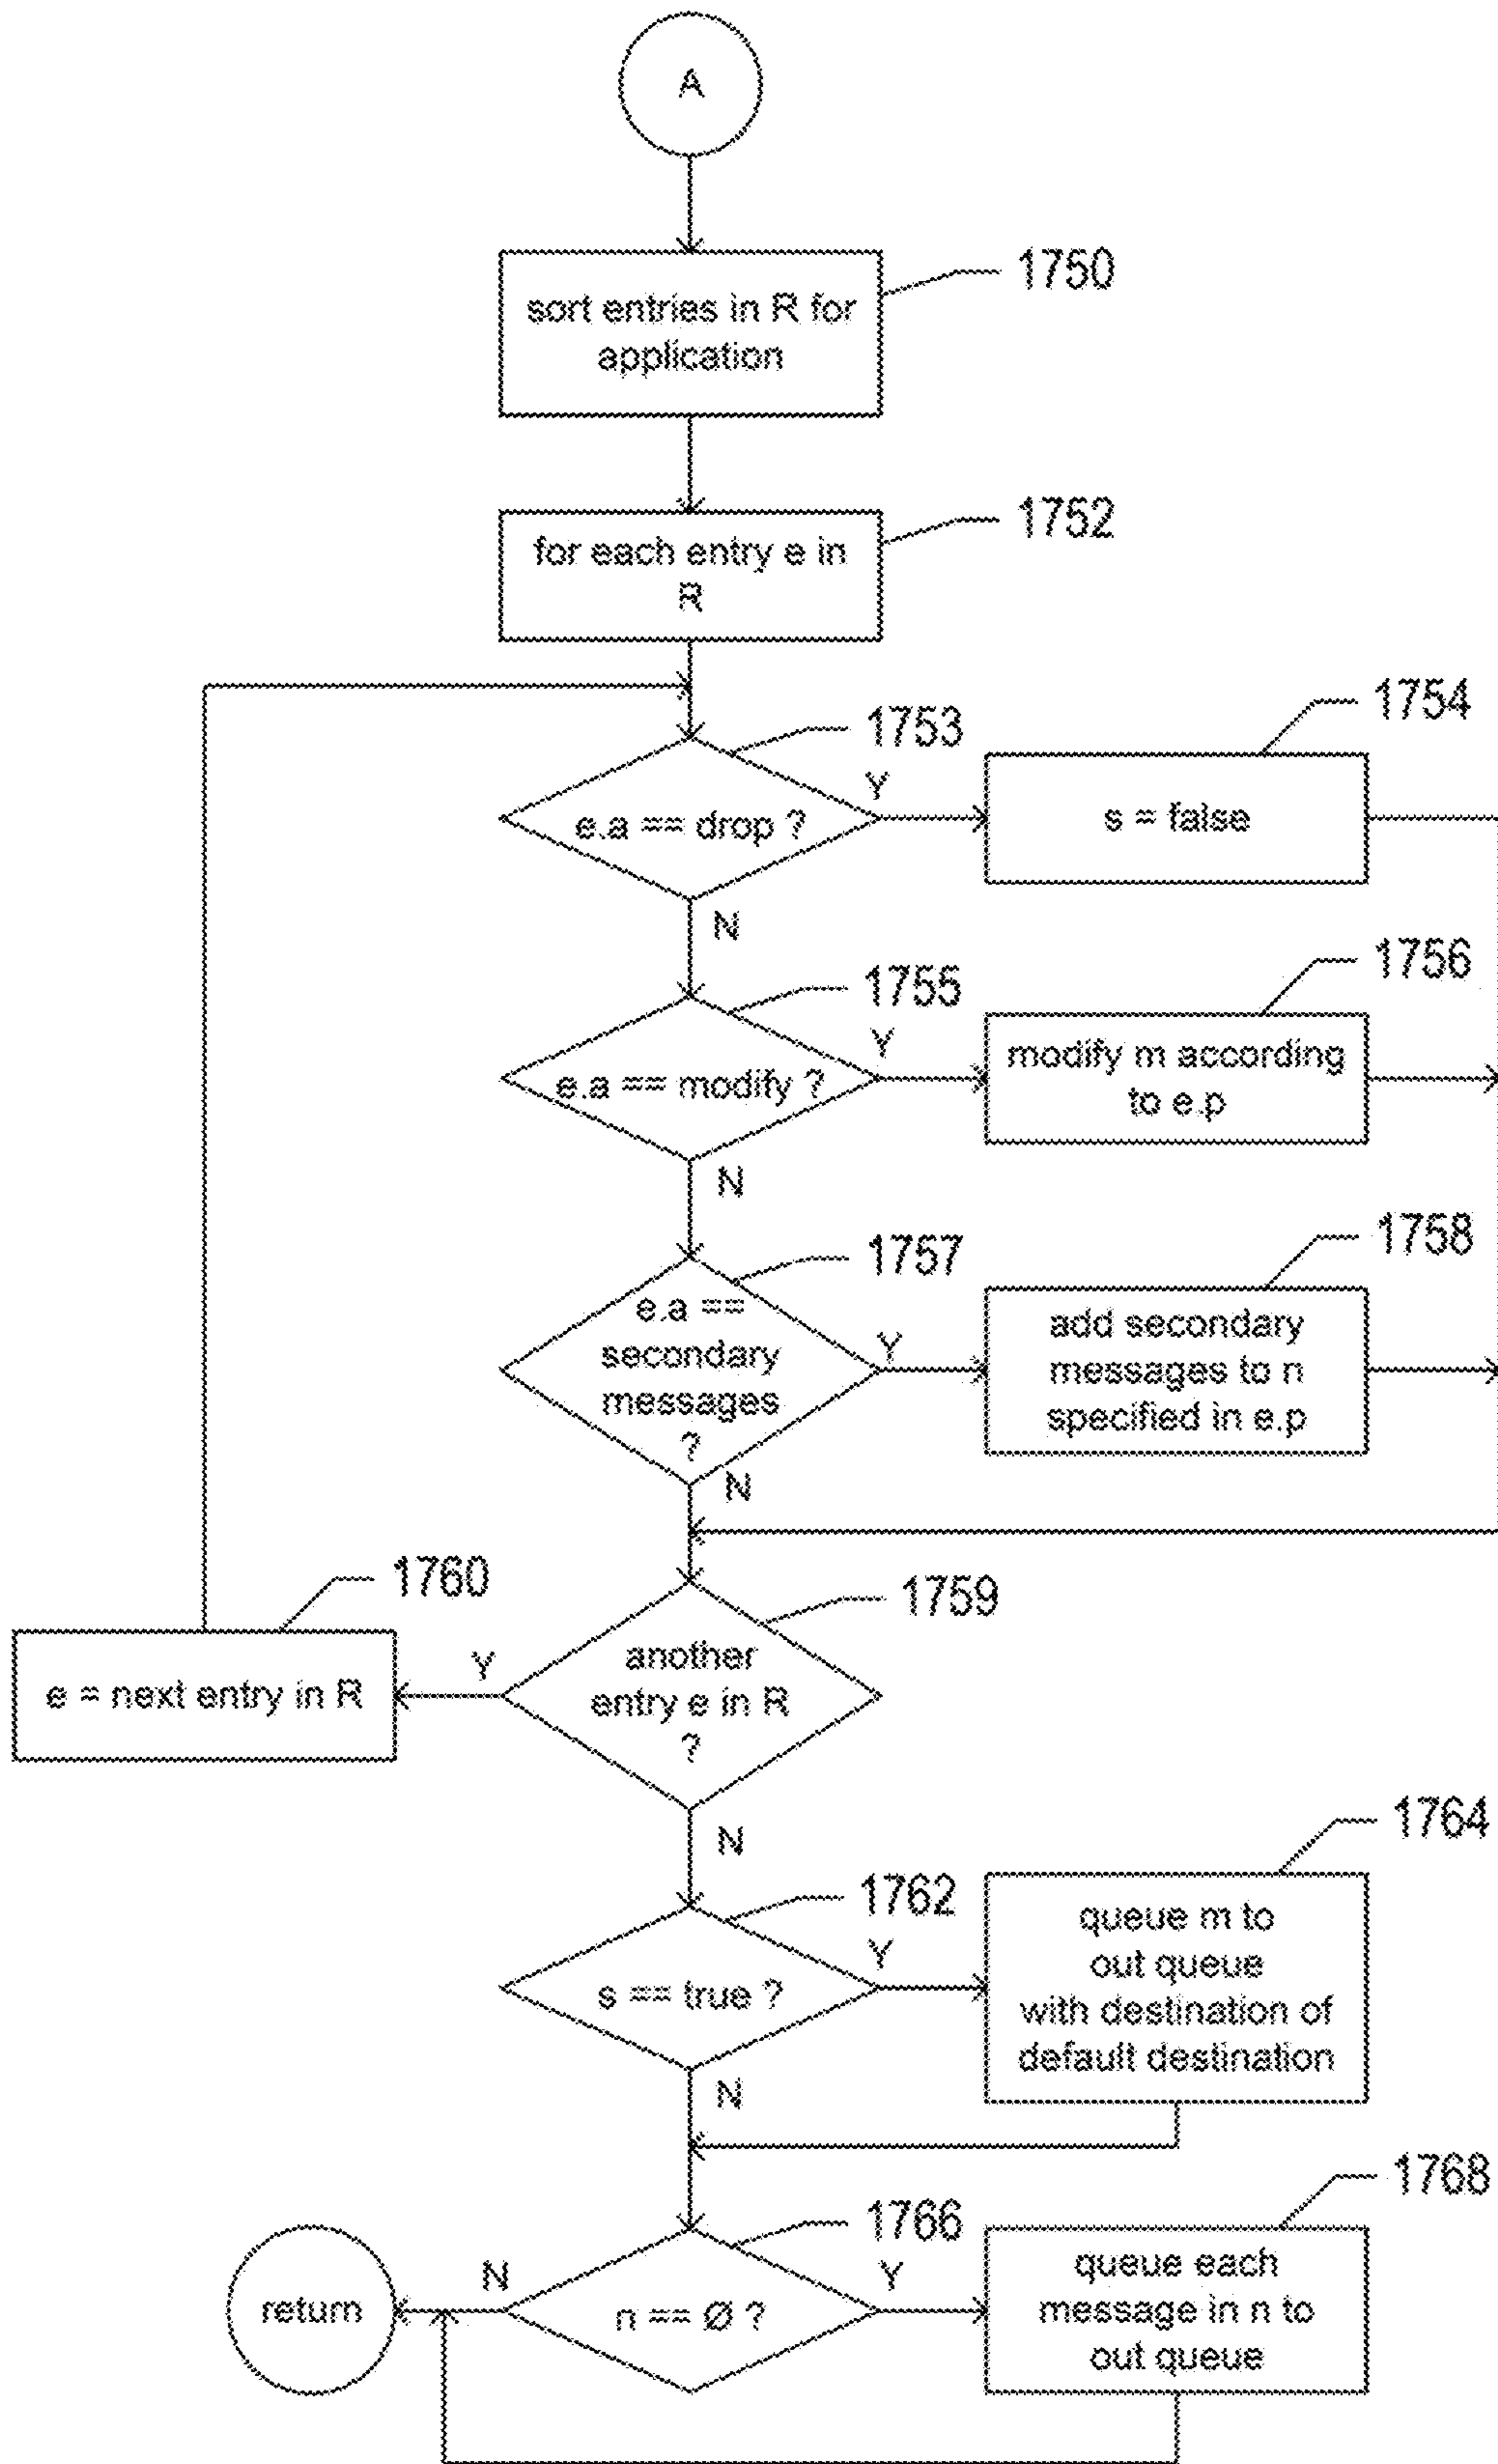 A
1750
sort entries in R for
application
1752
for each entry e in
R
1753
e.a == drop ?
Y
1754
s = false
N
1755
e.a == modify ?
Y
1756
modify m according
to e.p
N
1757
e.a ==
secondary
messages
?
Y
1758
add secondary
messages to n
specified in e.p
N
1759
another
entry e in R
?
Y
1760
e = next entry in R
N
1762
s == true ?
Y
1764
queue m to
out queue
with destination of
default destination
N
1766
n == Ø ?
Y
1768
queue each
message in n to
out queue
N
return